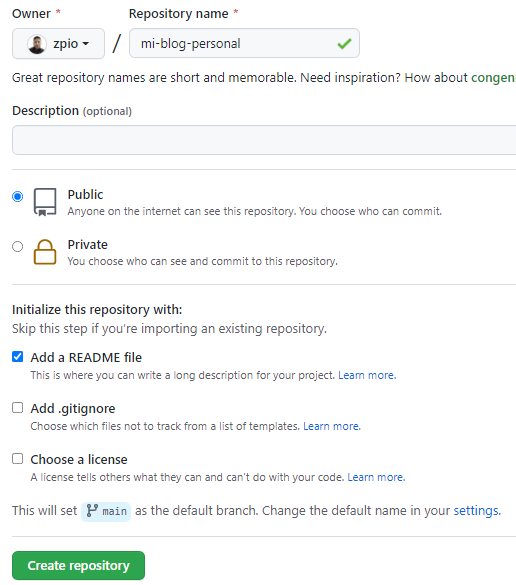 Owner * Repository name *
zpio / mi-blog-personal
Great repository names are short and memorable. Need inspiration? How about
Description (optional)
Public
Anyone on the internet can see this repository. You choose who can commit.
Private
You choose who can see and commit to this repository.
Initialize this repository with:
Skip this step if you're importing an existing repository.
Add a README file
This is where you can write a long description for your project. Learn more.
Add .gitignore
Choose which files not to track from a list of templates. Learn more.
Choose a license
A license tells others what they can and can't do with your code. Learn more.
This will set main as the default branch. Change the default name in your settings.
Create repository